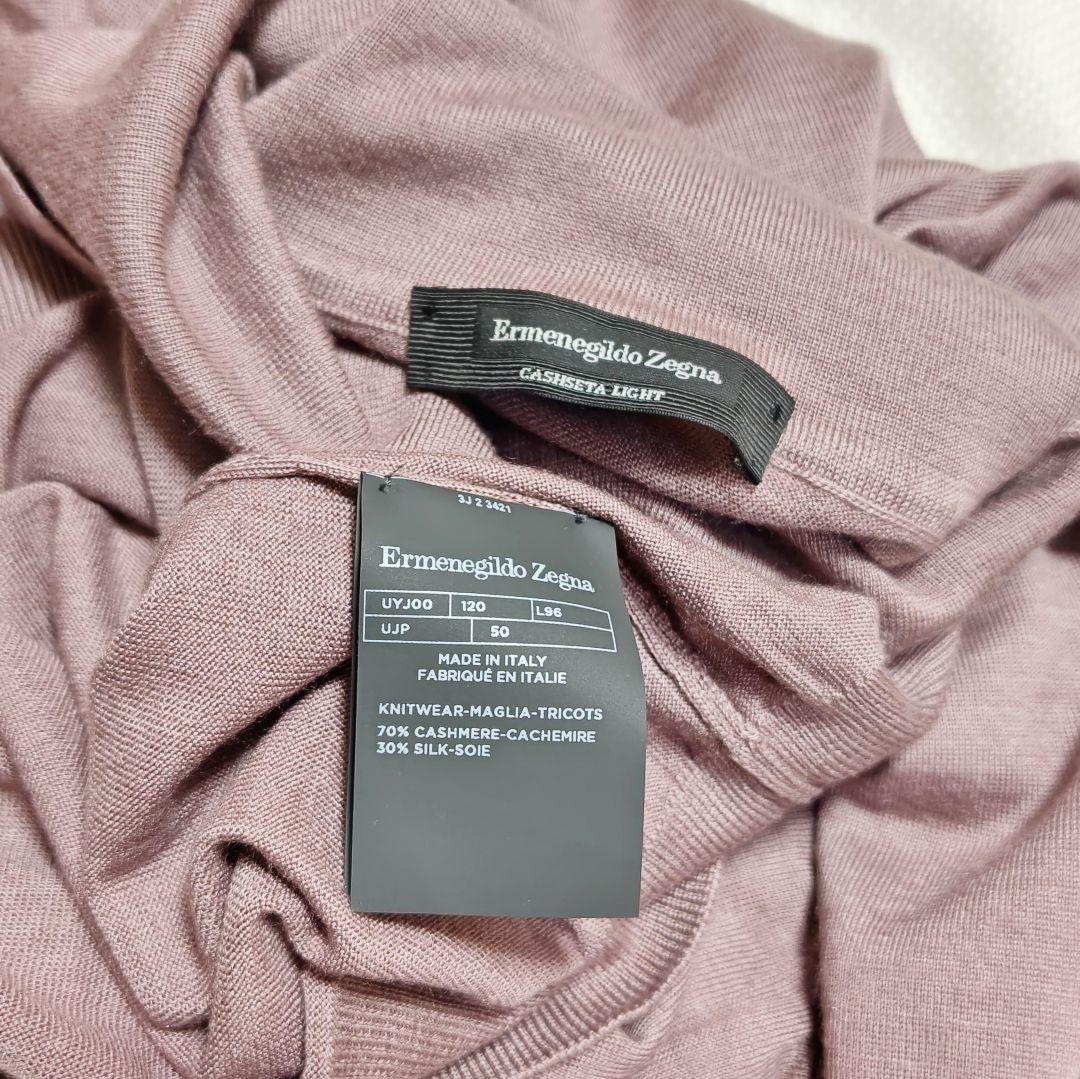 Ermenegildo Zegna
CASHSETA LIGHT
3J 2 3421
Ermenegildo Zegna
UYJ00 120 L96
UJP 50
MADE IN ITALY
FABRIQUÉ EN ITALIE
KNITWEAR-MAGLIA-TRICOTS
70% CASHMERE-CACHEMIRE
30% SILK-SOIE